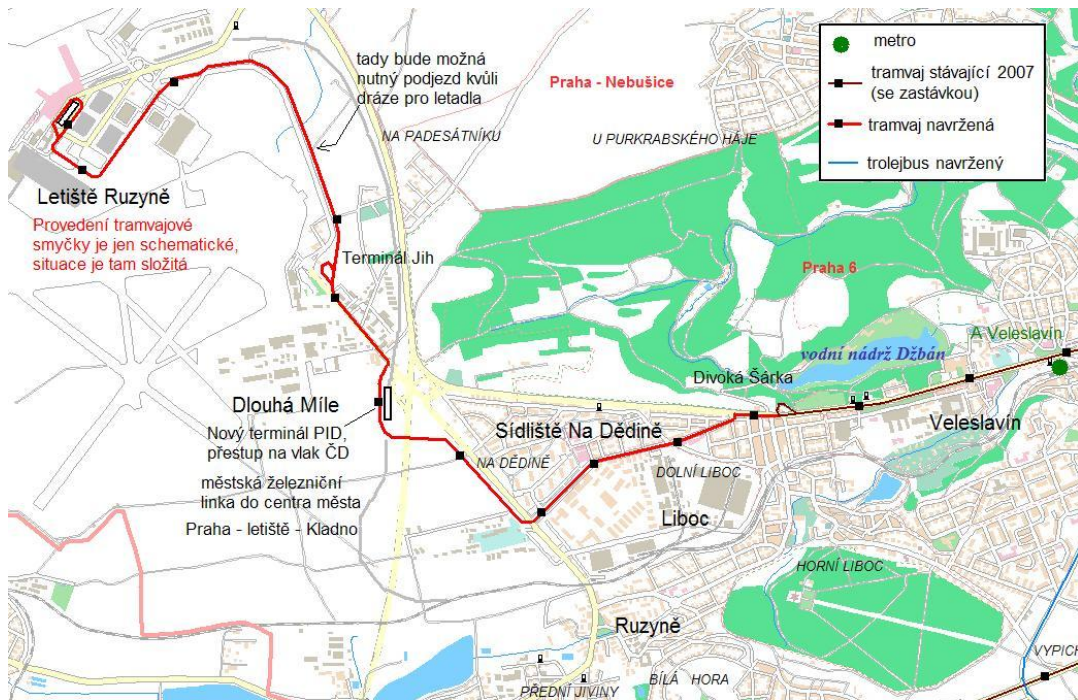 metro
tramvaj stávající 2007
(se zastávkou)
tramvaj navržená
trolejbus navržený
tady bude možná
nutný podjezd kvůli
dráze pro letadla
Praha - Nebušice
NA PADESÁTNÍKU
U PURKRABSKÉHO HÁJE
Letiště Ruzyně
Provedení tramvajové
smyčky je jen schematické,
situace je tam složitá
Terminál Jih
Praha 6
A Veleslavín
vodní nádrž Džbán
Divoká Šárka
Veleslavín
Dlouhá Míle
Nový terminál PID,
přestup na vlak ČD
městská železniční
linka do centra města
Praha - letiště - Kladno
Sídliště Na Dědině
NA DĚDINĚ
DOLNÍ LIBOC
Liboc
HORNÍ LIBOC
Ruzyně
VYPICH
BÍLÁ HORA
PŘEDNÍ JIVINY